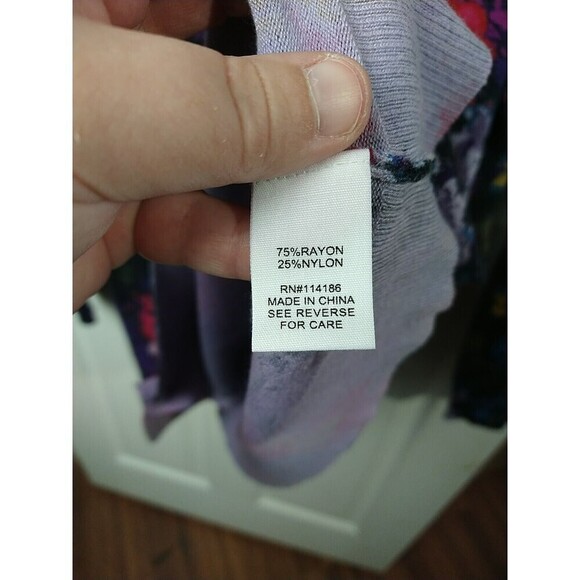 75%RAYON
25%NYLON
RN#114186
MADE IN CHINA
SEE REVERSE
FOR CARE